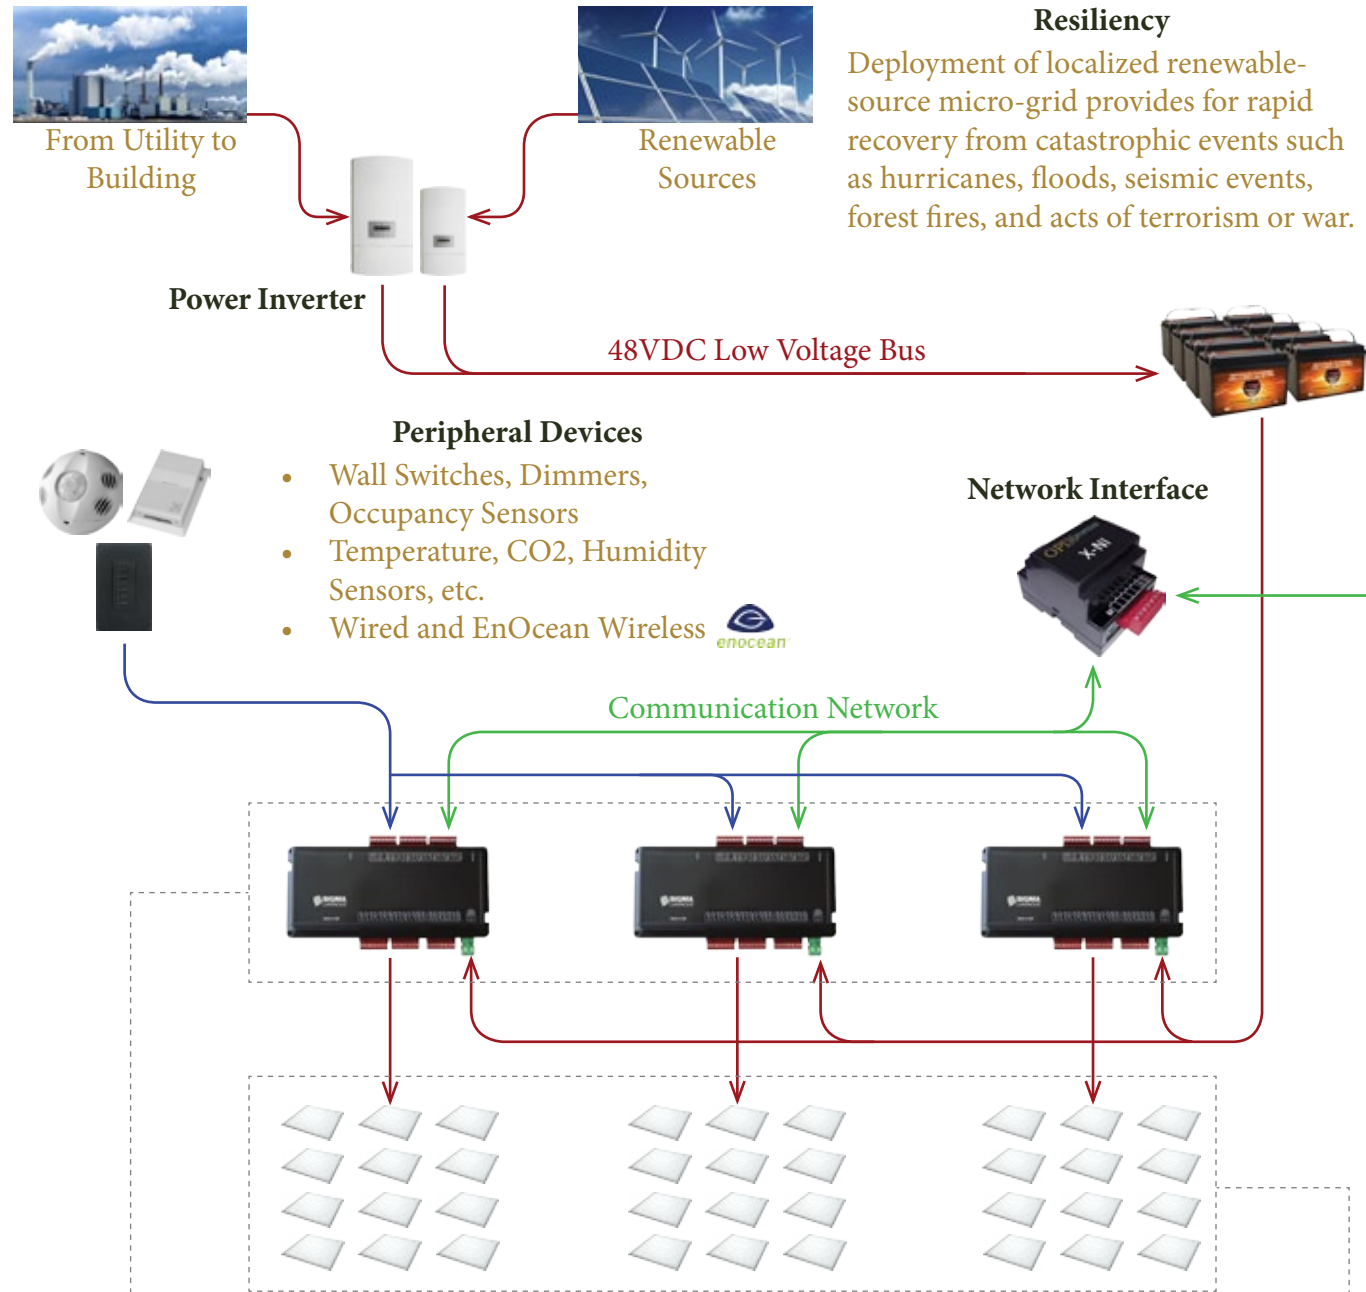 Resiliency
Deployment of localized renewable-
source micro-grid provides for rapid
recovery from catastrophic events such
as hurricanes, floods, seismic events,
forest fires, and acts of terrorism or war.
From Utility to
Building
Renewable
Sources
Power Inverter
48VDC Low Voltage Bus
Peripheral Devices
• Wall Switches, Dimmers,
Occupancy Sensors
• Temperature, CO2, Humidity
Sensors, etc.
• Wired and EnOcean Wireless
enocean
Network Interface
X-NI
Communication Network
SIGMA
SIGMA
SIGMA